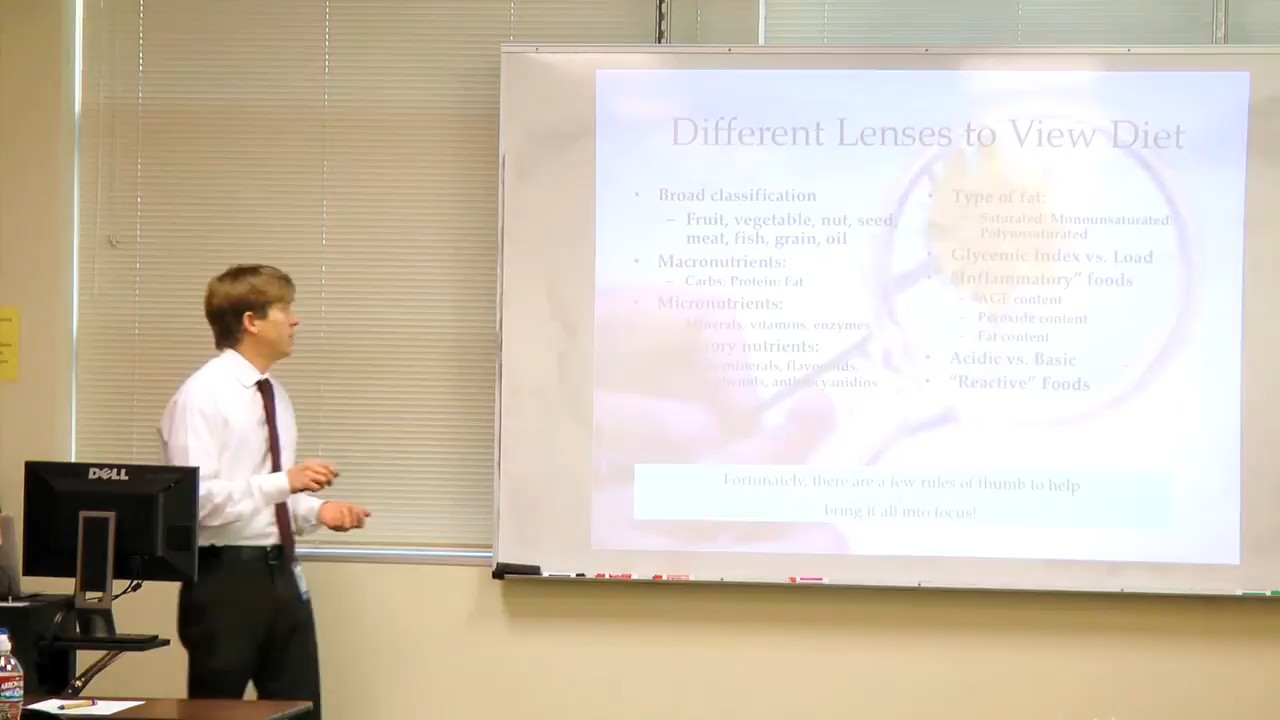 Different Lenses to View Diet
• Broad classification
– Fruit, vegetable, nut, seed,
meat, fish, grain, oil
• Macronutrients:
– Carbs: Protein: Fat
• Micronutrients:
Minerals, vitamins, enzymes
nutrients:
minerals, flavonoids,
anthocyanidins
• Type of fat:
– Saturated: Monounsaturated
Polyunsaturated
• Glycemic Index vs. Load
• "Inflammatory" foods
– AGE content
– Peroxide content
– Fat content
• Acidic vs. Basic
• "Reactive" Foods
Fortunately, there are a few rules of thumb to help
bring it all into focus!
DELL